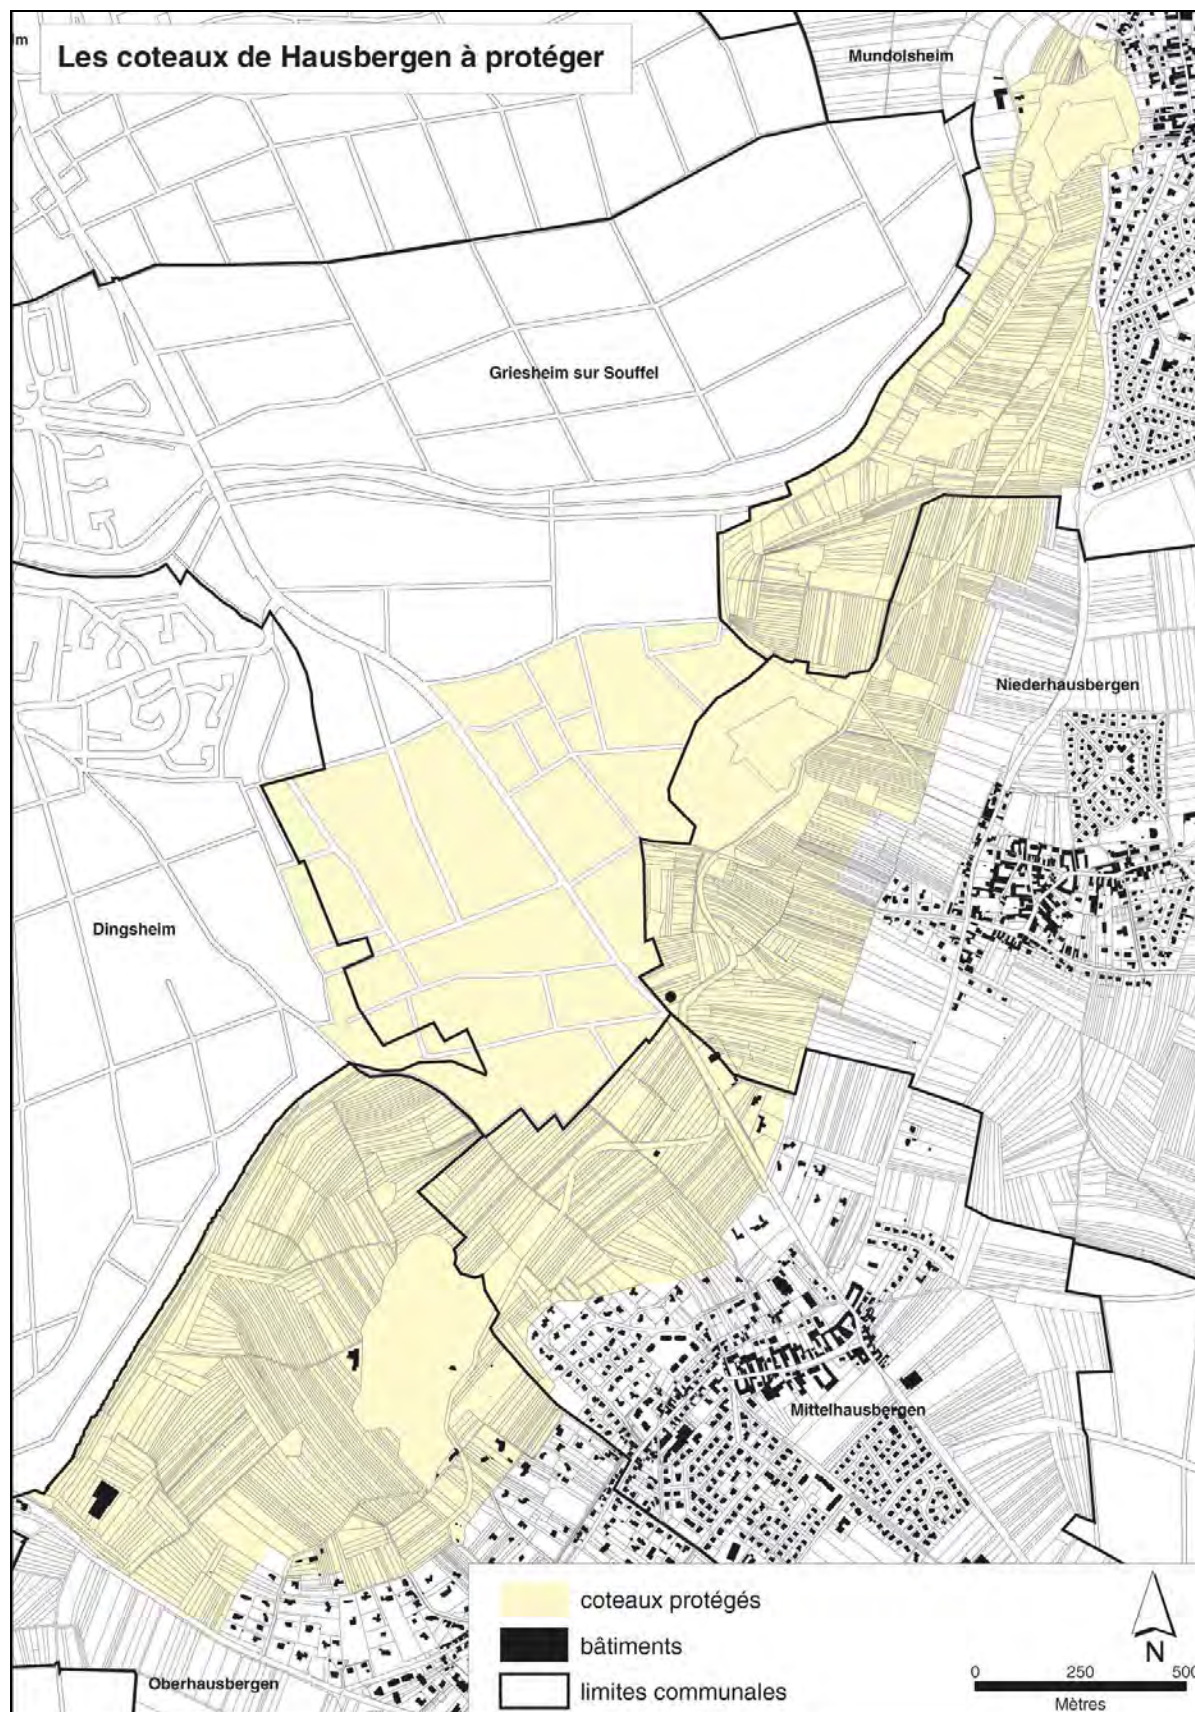 m
Les coteaux de Hausbergen à protéger
Mundolsheim
Griesheim sur Souffel
Niederhausbergen
Dingsheim
Mittelhausbergen
Oberhausbergen
coteaux protégés
bâtiments
limites communales
N
0 250 500
Mètres